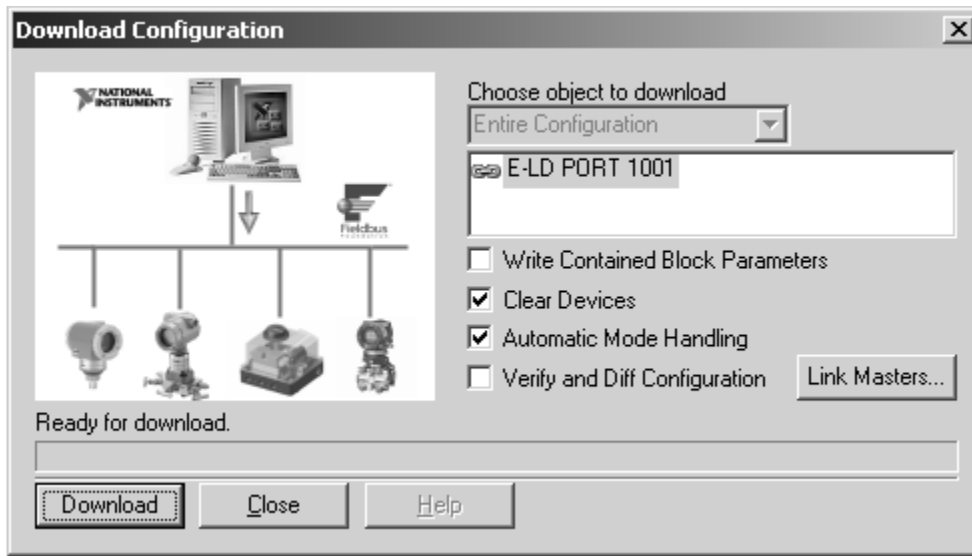 Download Configuration
NATIONAL
INSTRUMENTS
Fieldbus
FOUNDATION
Choose object to download
Entire Configuration
E-LD PORT 1001
Write Contained Block Parameters
Clear Devices
Automatic Mode Handling
Verify and Diff Configuration
Link Masters...
Ready for download.
Download
Close
Help